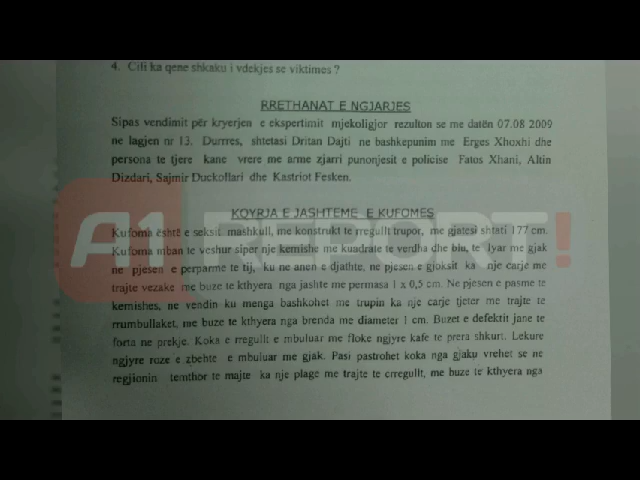 4. Cili ka qene shkaku i vdekjes se viktimes ?
RRETHANAT E NGJARJES
Sipas vendimit për kryerjen e ekspertimit mjekoligjor rezulton se me datën 07.08 2009
ne lagjen nr 13. Durrres, shtetasi Dritan Dajti ne bashkepunim me Erges Xhoxhi dhe
persona te tjere kane vrere me arme zjarri punonjesit e policise Fatos Xhani, Altin
Dizdari, Sajmir Duckollari dhe Kastriot Fesken.
KQYRJA E JASHTEME E KUFOMES
Kufoma është e seksit mashkull, me konstrukt te rregullt trupor, me gjatesi shtati 177 cm.
Kufoma mban te veshur siper nje kemishe me kuadrate te verdha dhe blu, te lyar me gjak
ne pjesen e perparme te tij, ku ne anen e djathte, ne pjesen e gjoksit ka nje carje me
trajte vezake me buze te kthyera nga jashte me permasa 1 x 0,5 cm. Ne pjesen e pasme te
kemishes, ne vendin ku menga bashkohet me trupin ka nje carje tjeter me trajte te
rrumbullaket, me buze te kthyera nga brenda me diameter 1 cm. Buzet e defektit jane te
forta ne prekje. Koka e rregullt e mbuluar me floke ngjyre kafe te prera shkurt. Lekure
ngjyre roze e zbehte e mbuluar me gjak. Pasi pastrohet koka nga gjaku vrehet se ne
regjionin temthor te majte ka nje plage me trajte te crregullt, me buze te kthyera nga
A1 REPORT!